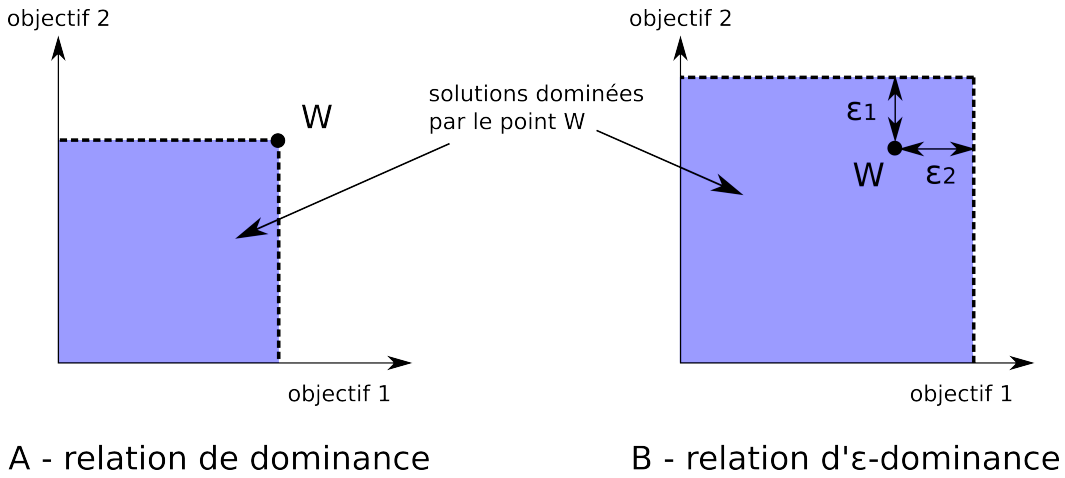 objectif 2
W
solutions dominées
par le point W
objectif 1
A - relation de dominance
objectif 2
ε1
W
ε2
objectif 1
B - relation d'ε-dominance